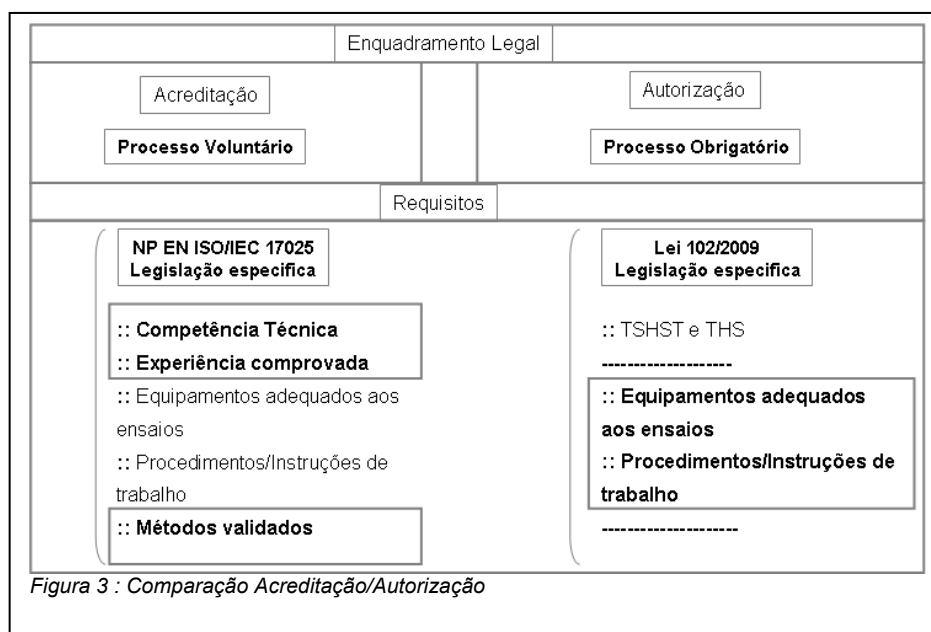 Enquadramento Legal
Acreditação
Autorização
Processo Voluntário
Processo Obrigatório
Requisitos
NP EN ISO/IEC 17025
Legislação especifica
:: Competência Técnica
:: Experiência comprovada
:: Equipamentos adequados aos
ensaios
:: Procedimentos/Instruções de
trabalho
:: Métodos validados
Lei 102/2009
Legislação especifica
:: TSHST e THS
--------------------
:: Equipamentos adequados
aos ensaios
:: Procedimentos/Instruções de
trabalho
---------------------
Figura 3 : Comparação Acreditação/Autorização